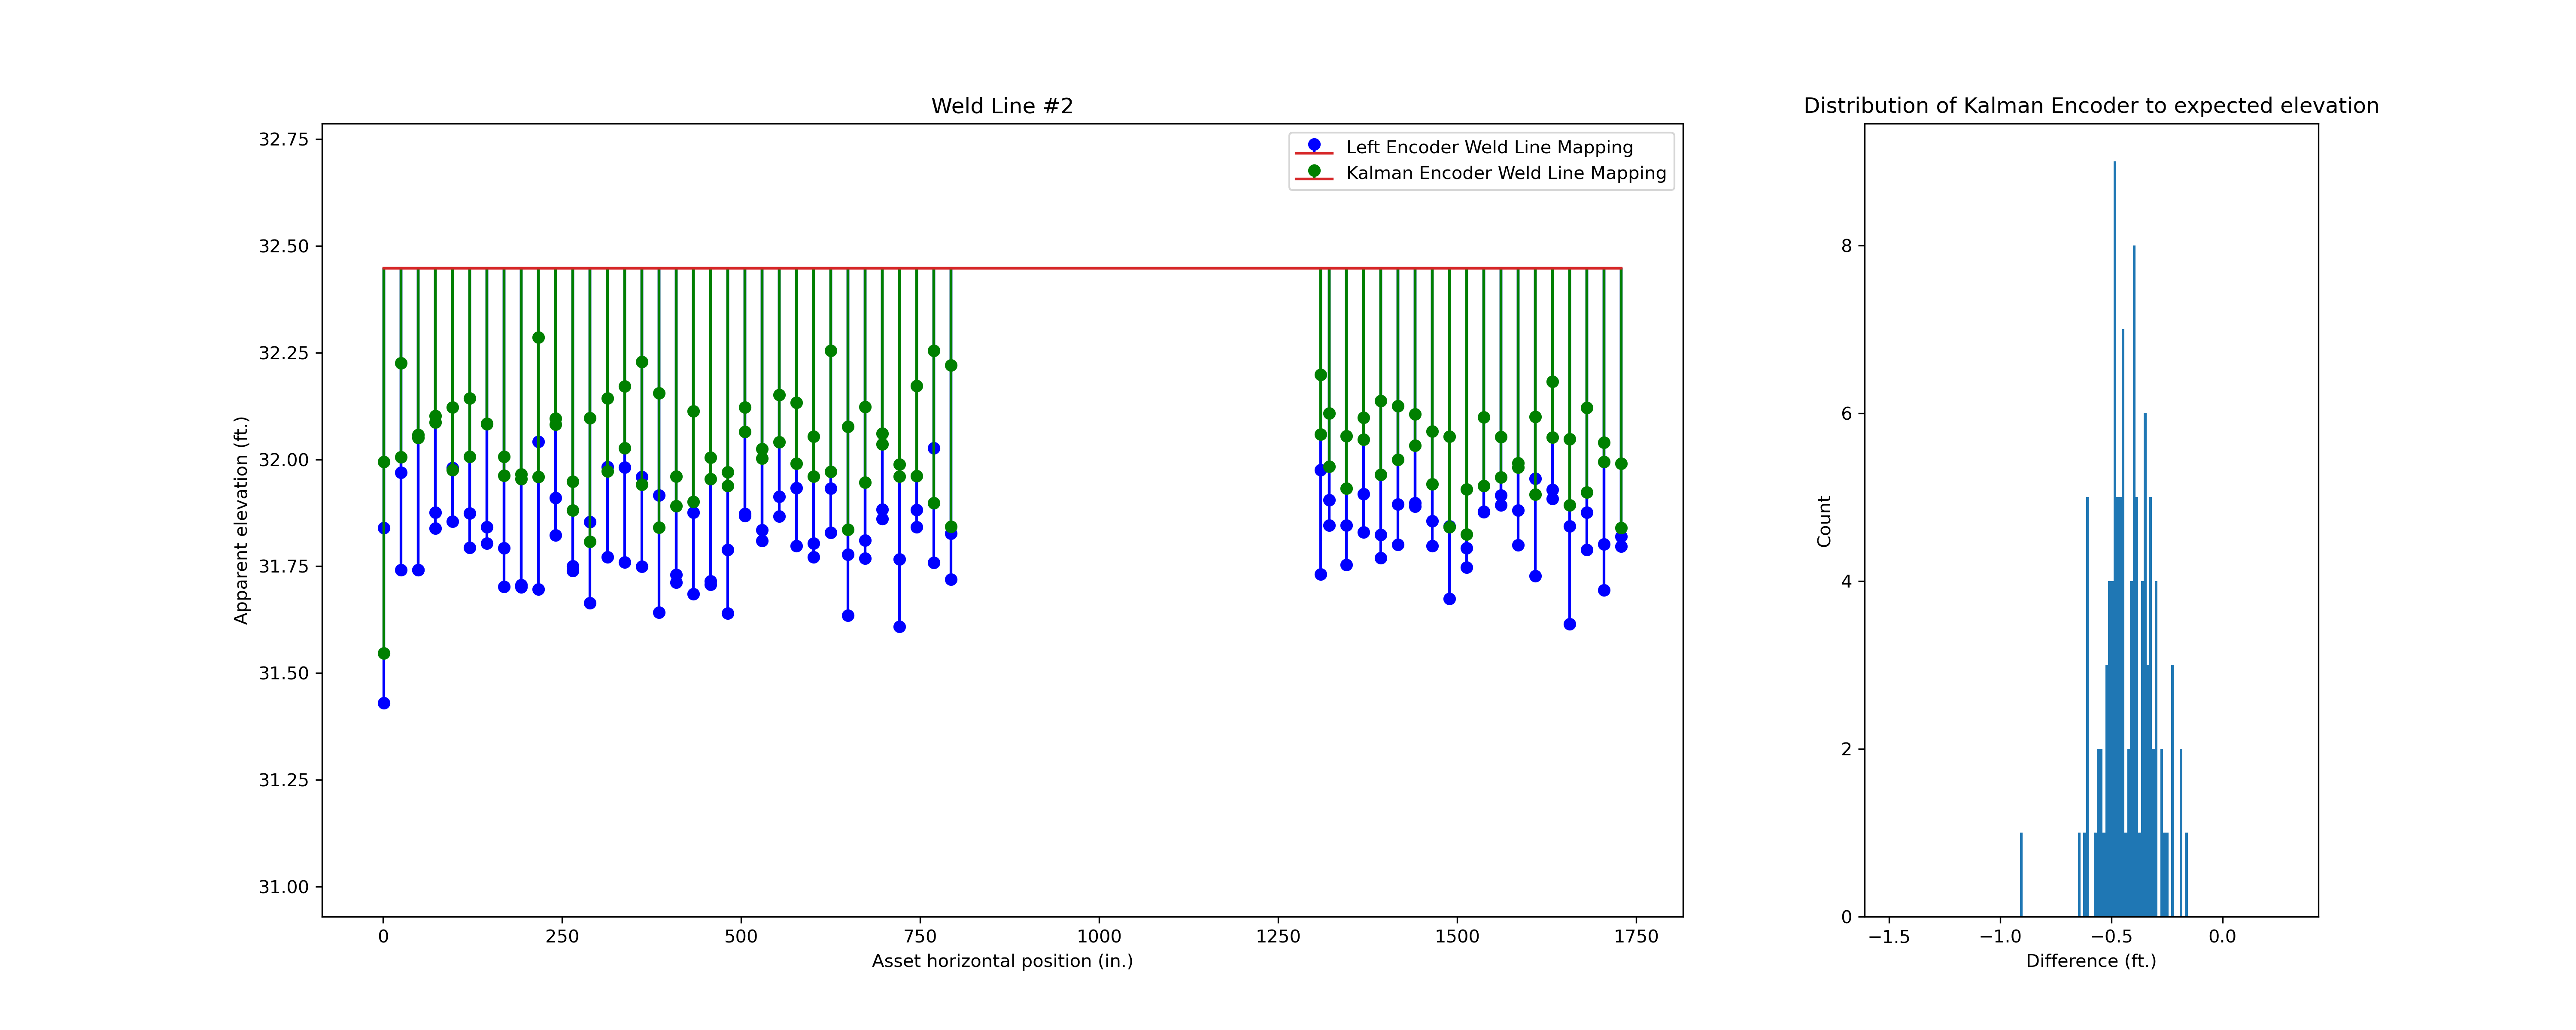 Weld Line #2
Left Encoder Weld Line Mapping
Kalman Encoder Weld Line Mapping
32.75
32.50
32.25
32.00
31.75
31.50
31.25
31.00
Apparent elevation (ft.)
0 250 500 750 1000 1250 1500 1750
Asset horizontal position (in.)
Distribution of Kalman Encoder to expected elevation
8
6
4
2
0
Count
−1.5 −1.0 −0.5 0.0
Difference (ft.)